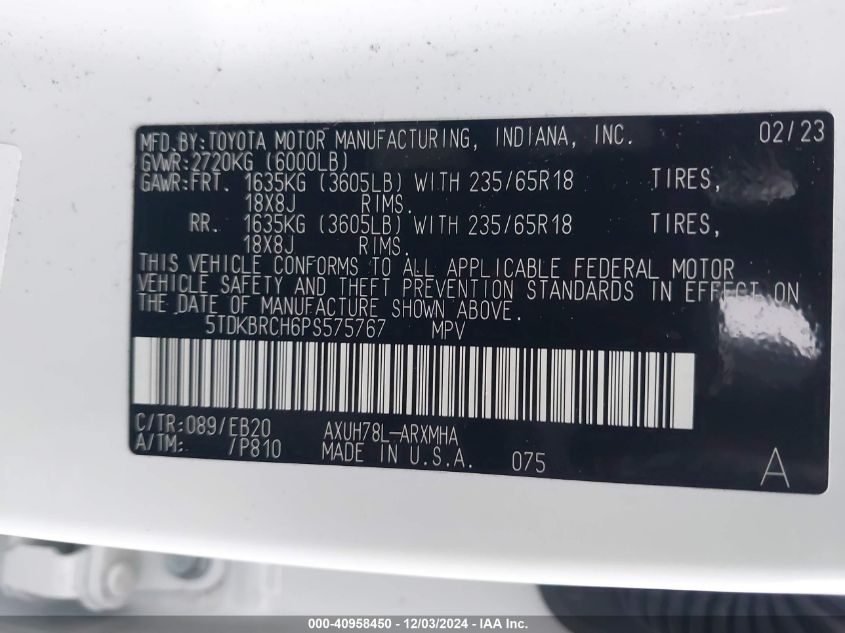 MFD.BY:TOYOTA MOTOR MANUFACTURING, INDIANA, INC. 02/23
GVWR:2720KG (6000LB)
GAWR:FRT. 1635KG (3605LB) WITH 235/65R18 TIRES,
18X8J RIMS.
RR. 1635KG (3605LB) WITH 235/65R18 TIRES,
18X8J RIMS.
THIS VEHICLE CONFORMS TO ALL APPLICABLE FEDERAL MOTOR
VEHICLE SAFETY AND THEFT PREVENTION STANDARDS IN EFFECT ON
THE DATE OF MANUFACTURE SHOWN ABOVE.
5TDKBRCH6PS575767 MPV
C/TR:089/EB20 AXUH78L-ARXMHA
A/TM: /P810 MADE IN U.S.A. 075 A
000-40958450 - 12/03/2024 - IAA Inc.